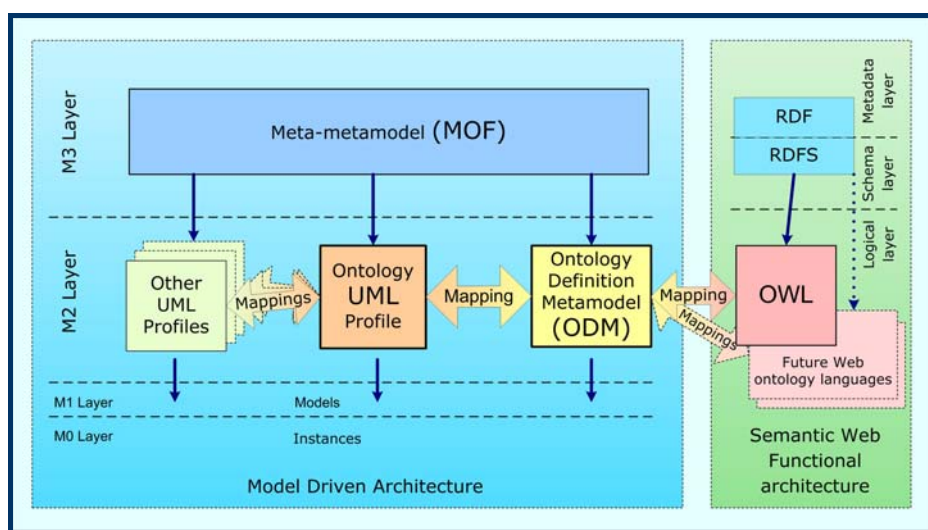 M3 Layer
Meta-metamodel (MOF)
M2 Layer
Other
UML
Profiles
Mappings
Ontology
UML
Profile
Mapping
Ontology
Definition
Metamodel
(ODM)
Mapping
Mappings
M1 Layer
Models
M0 Layer
Instances
Model Driven Architecture
RDF
RDFS
Metadata
layer
Schema
layer
Logical
layer
OWL
Future Web
ontology languages
Semantic Web
Functional
architecture